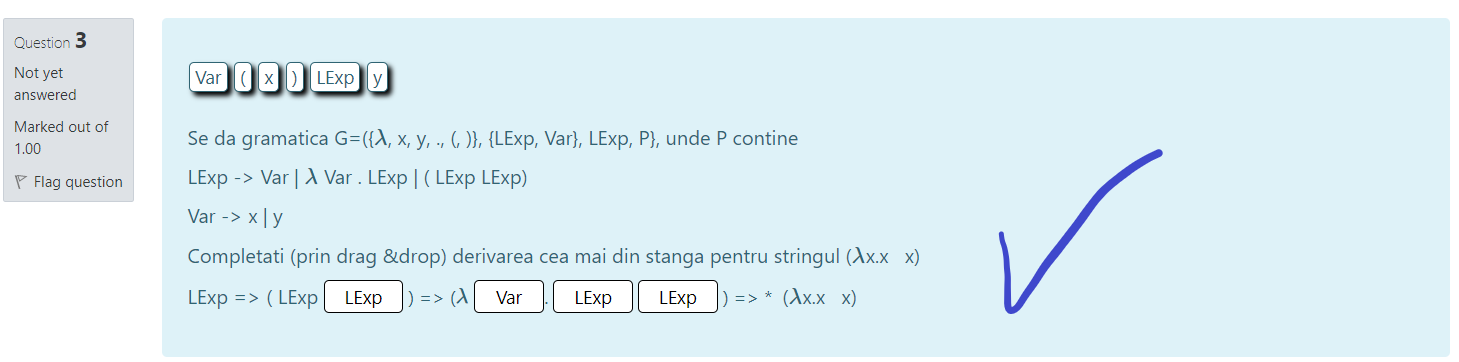 Question 3
Not yet
answered
Marked out of
1.00
Flag question
Var ( x ) LExp y
Se da gramatica G=({λ, x, y, ., (, )}, {LExp, Var}, LExp, P}, unde P contine
LExp -> Var | λ Var . LExp | ( LExp LExp)
Var -> x | y
Completati (prin drag &drop) derivarea cea mai din stanga pentru stringul (λx.x x)
LExp => ( LExp LExp ) => (λ Var . LExp LExp ) => * (λx.x x)